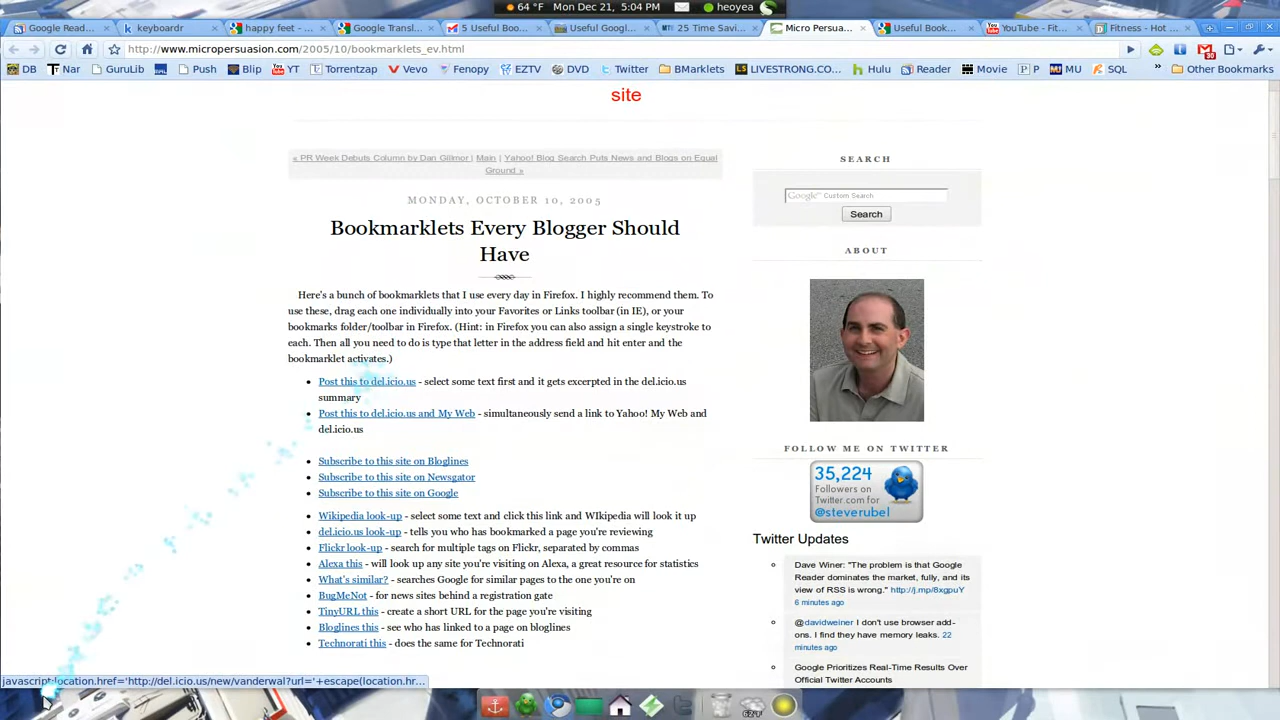 64 °F Mon Dec 21, 5:04 PM heoyea
Google Read... keyboardr happy feet - Google Transl... 5 Useful Boo... Useful Googl... 25 Time Savi... Micro Persua... Useful Book... YouTube - Fit... Fitness - Hot ...
http://www.micropersuasion.com/2005/10/bookmarklets_ev.html
DB Nar GuruLib Push Blip YT Torrentzap Vevo Fenopy EZTV DVD Twitter BMarklets LIVESTRONG.CO... Hulu Reader Movie P MU SQL » Other Bookmarks
site
« PR Week Debuts Column by Dan Gillmor | Main | Yahoo! Blog Search Puts News and Blogs on Equal
Ground »
MONDAY, OCTOBER 10, 2005
Bookmarklets Every Blogger Should
Have
Here's a bunch of bookmarklets that I use every day in Firefox. I highly recommend them. To
use these, drag each one individually into your Favorites or Links toolbar (in IE), or your
bookmarks folder/toolbar in Firefox. (Hint: in Firefox you can also assign a single keystroke to
each. Then all you need to do is type that letter in the address field and hit enter and the
bookmarklet activates.)
Post this to del.icio.us - select some text first and it gets excerpted in the del.icio.us
summary
Post this to del.icio.us and My Web - simultaneously send a link to Yahoo! My Web and
del.icio.us
Subscribe to this site on Bloglines
Subscribe to this site on Newsgator
Subscribe to this site on Google
Wikipedia look-up - select some text and click this link and WIkipedia will look it up
del.icio.us look-up - tells you who has bookmarked a page you're reviewing
Flickr look-up - search for multiple tags on Flickr, separated by commas
Alexa this - will look up any site you're visiting on Alexa, a great resource for statistics
What's similar? - searches Google for similar pages to the one you're on
BugMeNot - for news sites behind a registration gate
TinyURL this - create a short URL for the page you're visiting
Bloglines this - see who has linked to a page on bloglines
Technorati this - does the same for Technorati
SEARCH
Google Custom Search
Search
ABOUT
FOLLOW ME ON TWITTER
35,224
Followers on
Twitter.com for
@steverubel
Twitter Updates
Dave Winer: "The problem is that Google
Reader dominates the market, fully, and its
view of RSS is wrong." http://j.mp/8xgpuY
6 minutes ago
@davidweiner I don't use browser add-
ons. I find they have memory leaks. 22
minutes ago
Google Prioritizes Real-Time Results Over
Official Twitter Accounts
javascript:location.href='http://del.icio.us/new/vanderwal?url='+escape(location.hr...
62°F